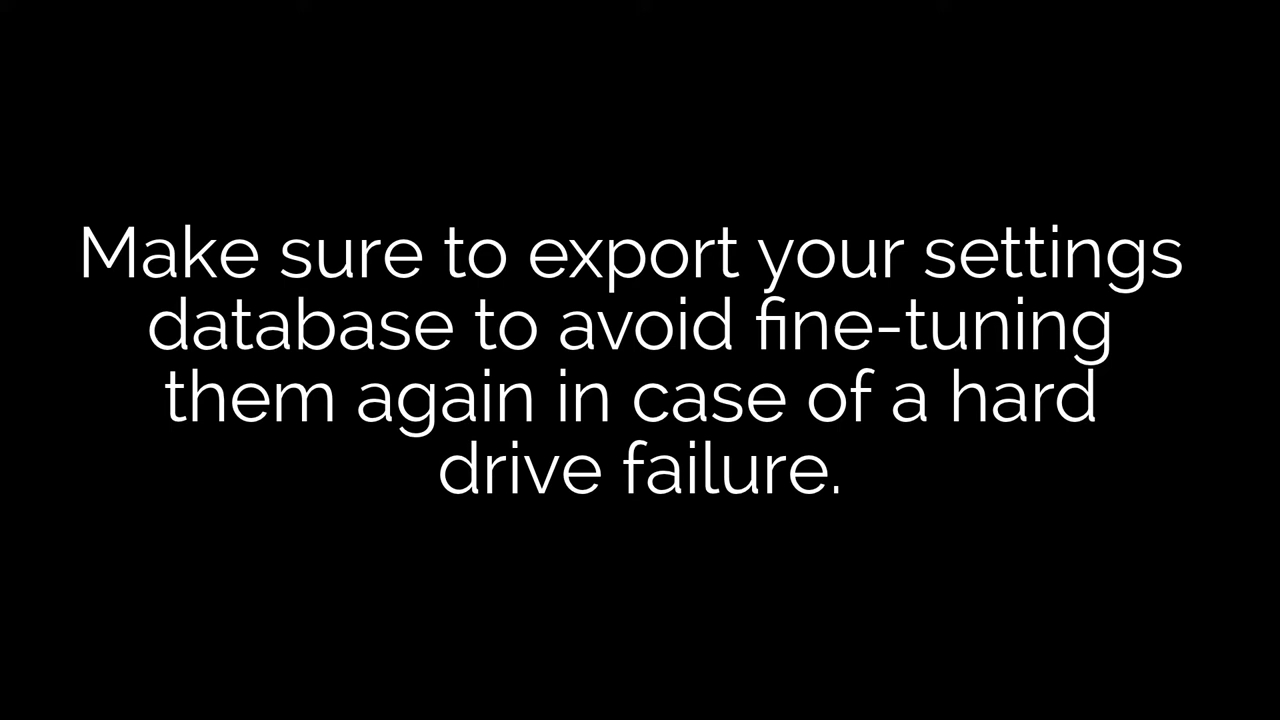 Make sure to export your settings
database to avoid fine-tuning
them again in case of a hard
drive failure.